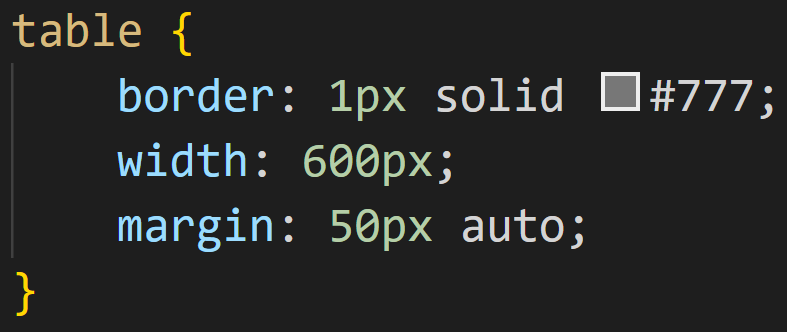 table {
    border: 1px solid #777;
    width: 600px;
    margin: 50px auto;
}